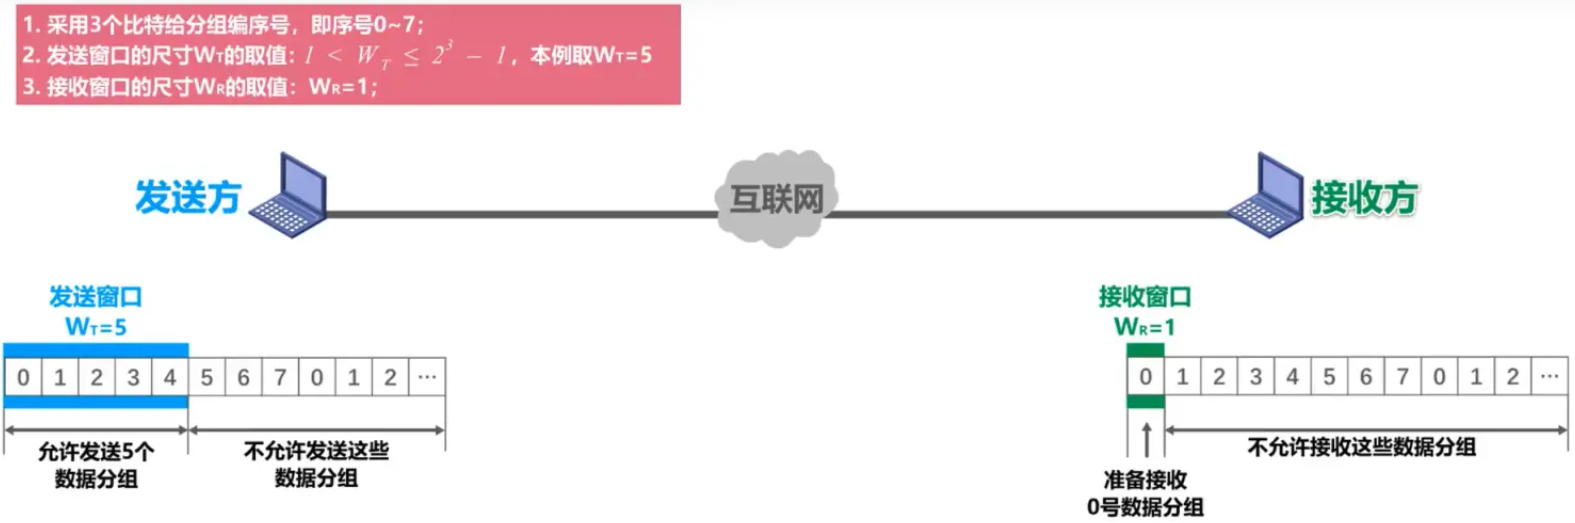 1. 采用3个比特给分组编序号，即序号0~7；
2. 发送窗口的尺寸WT的取值：1 < W_T ≤ 2^3 − 1，本例取WT=5
3. 接收窗口的尺寸WR的取值：WR=1；
发送方
互联网
接收方
发送窗口
WT=5
0 1 2 3 4 5 6 7 0 1 2 ···
允许发送5个
数据分组
不允许发送这些
数据分组
接收窗口
WR=1
0 1 2 3 4 5 6 7 0 1 2 ···
不允许接收这些数据分组
准备接收
0号数据分组